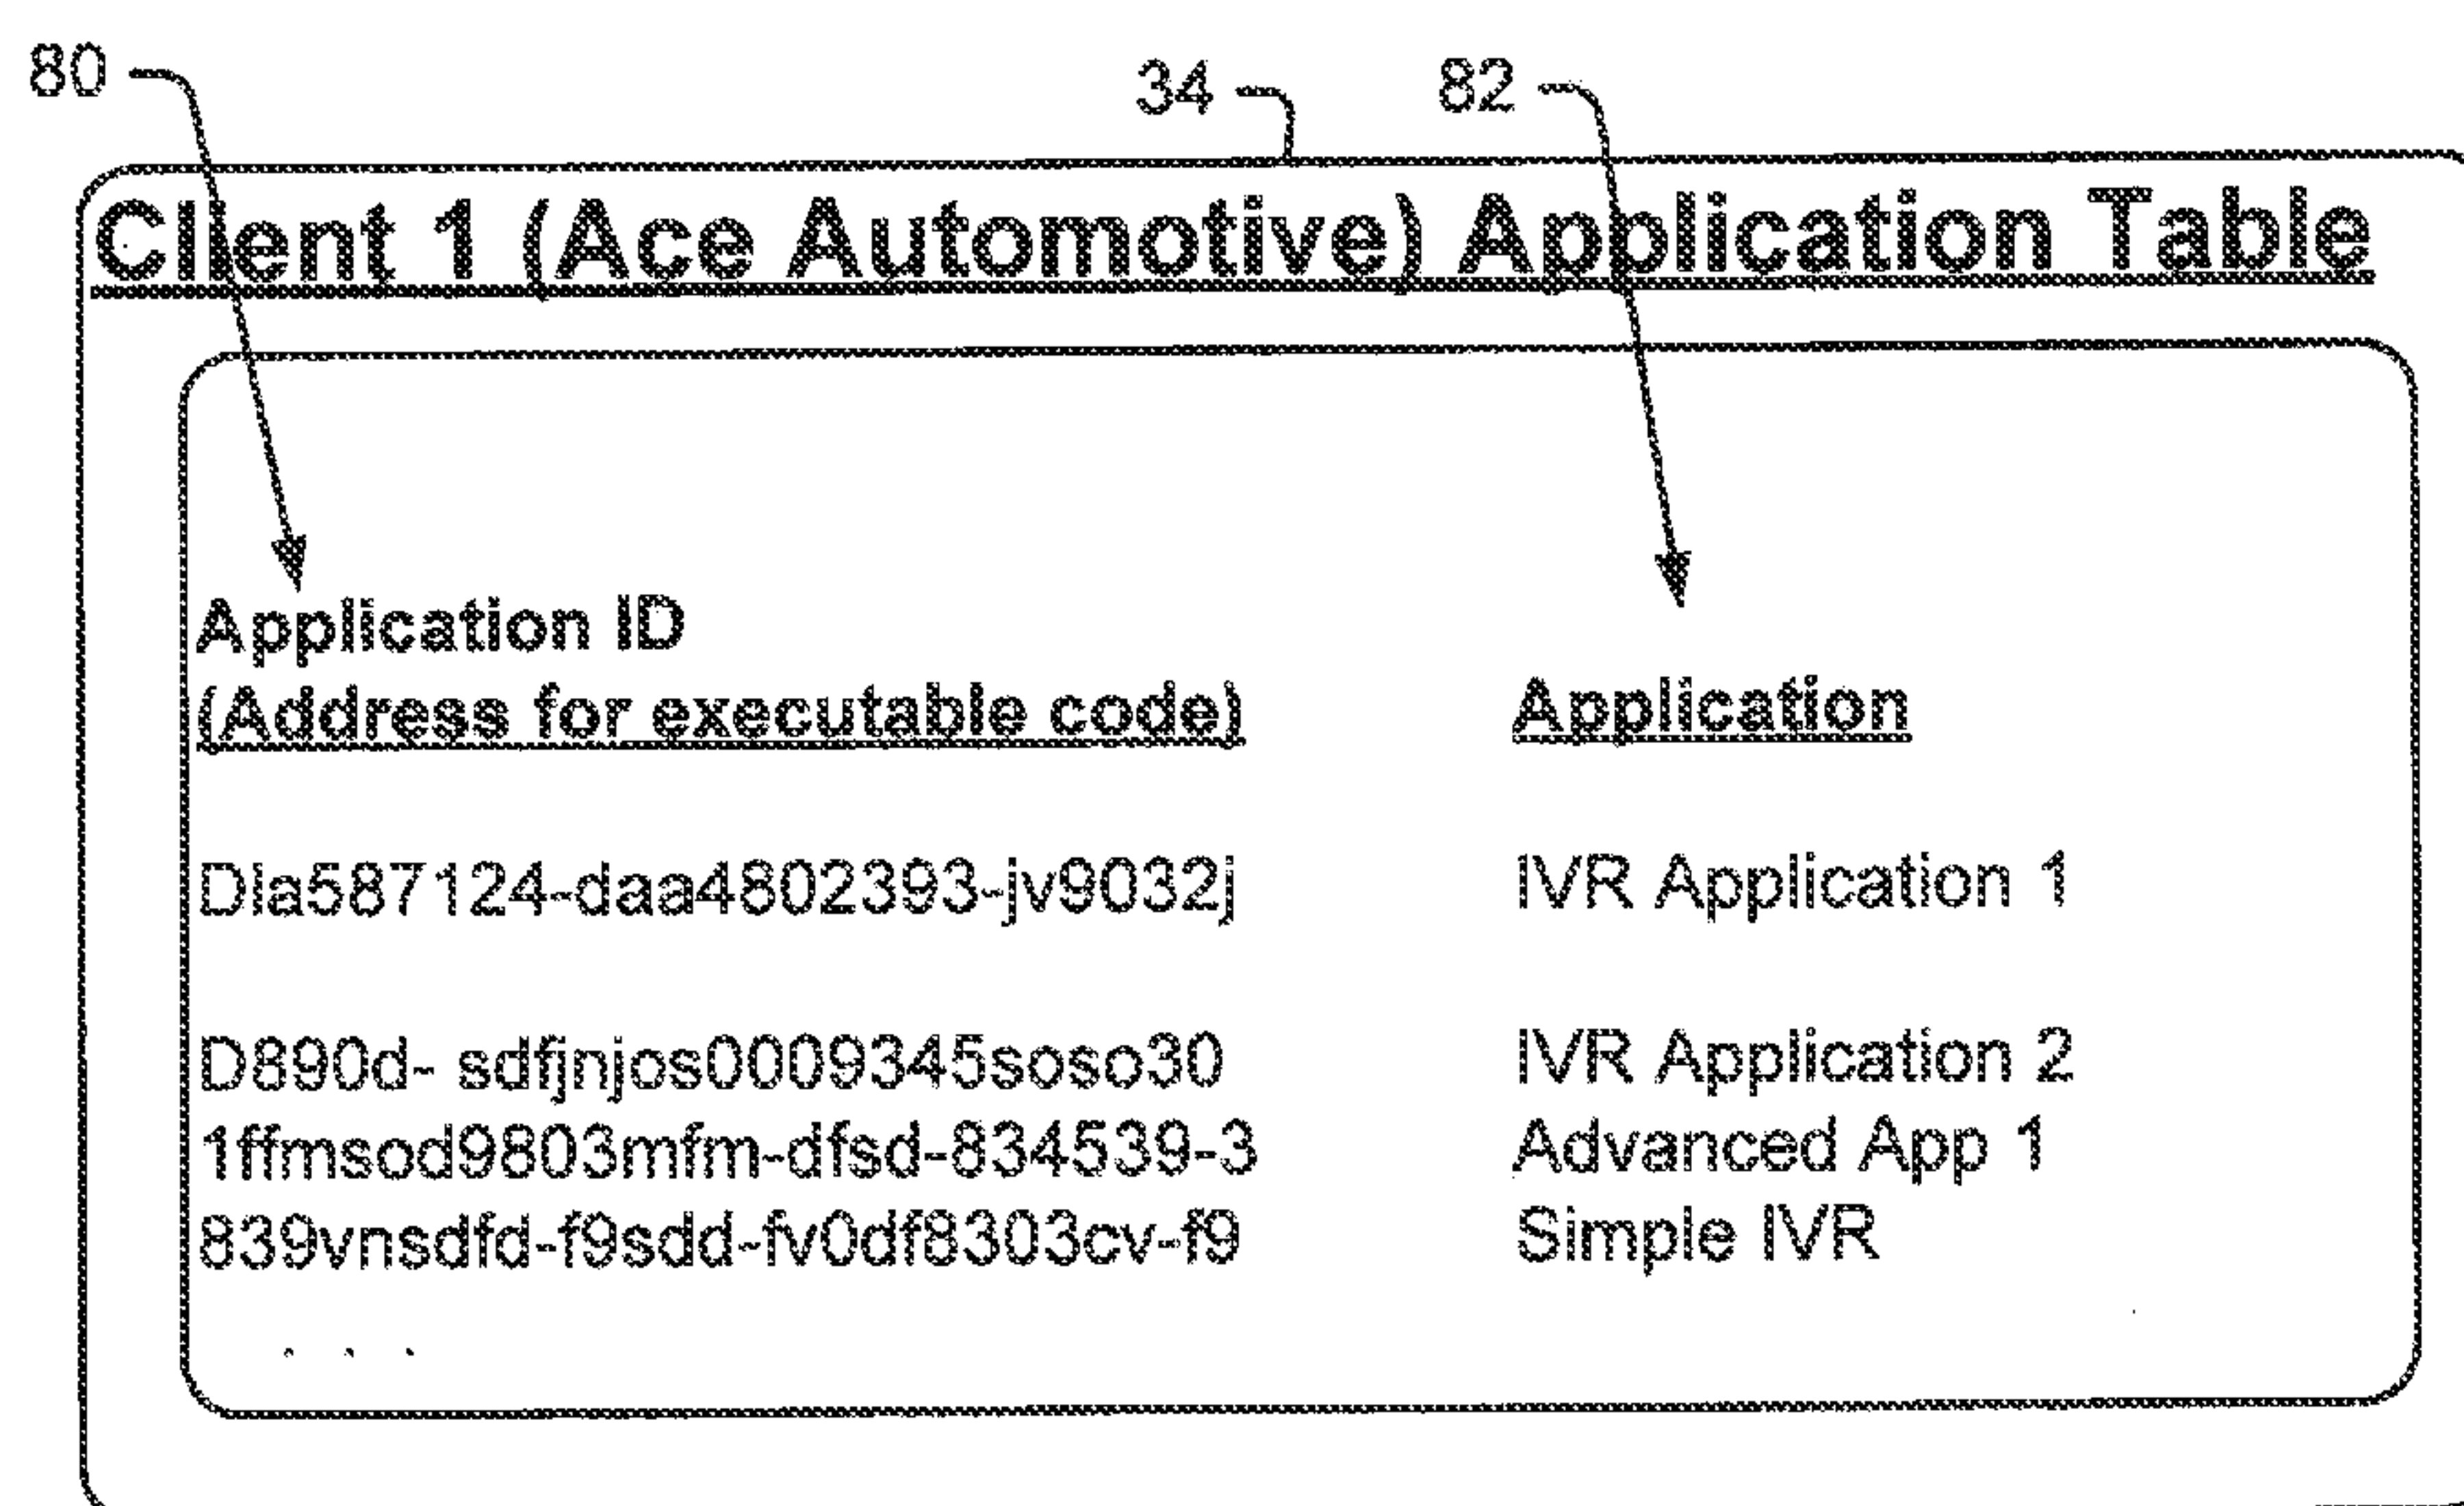 80
34
82
Client 1 (Ace Automotive) Application Table
Application ID
(Address for executable code)
Application
Dla587124-daa4802393-jv9032j
IVR Application 1
D890d- sdfjnjos0009345soso30
IVR Application 2
1ffmsod9803mfm-dfsd-834539-3
Advanced App 1
839vnsdfd-f9sdd-fv0df8303cv-f9
Simple IVR
. . .